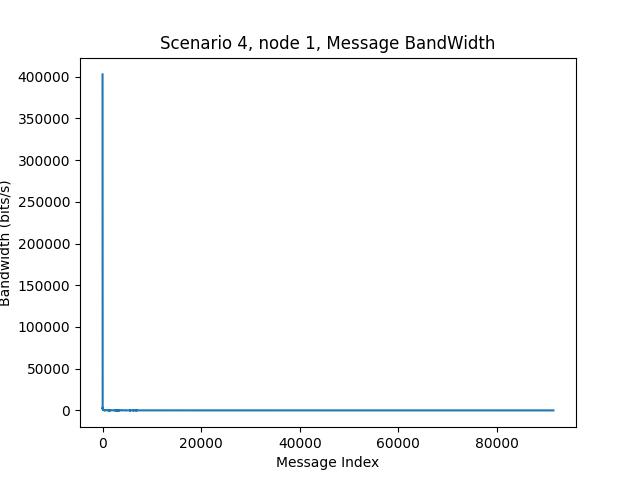 Scenario 4, node 1, Message BandWidth
400000
350000
300000
250000
200000
150000
100000
50000
0
Bandwidth (bits/s)
0 20000 40000 60000 80000
Message Index